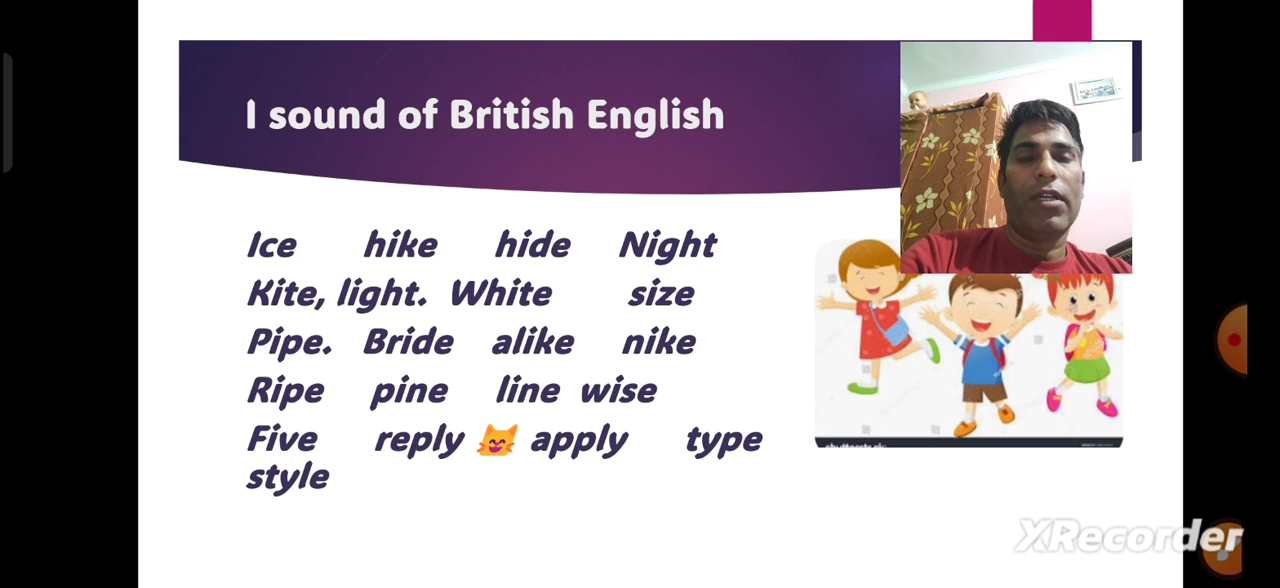 I sound of British English
Ice hike hide Night
Kite, light. White size
Pipe. Bride alike nike
Ripe pine line wise
Five reply 😸 apply type
style
XRecorder